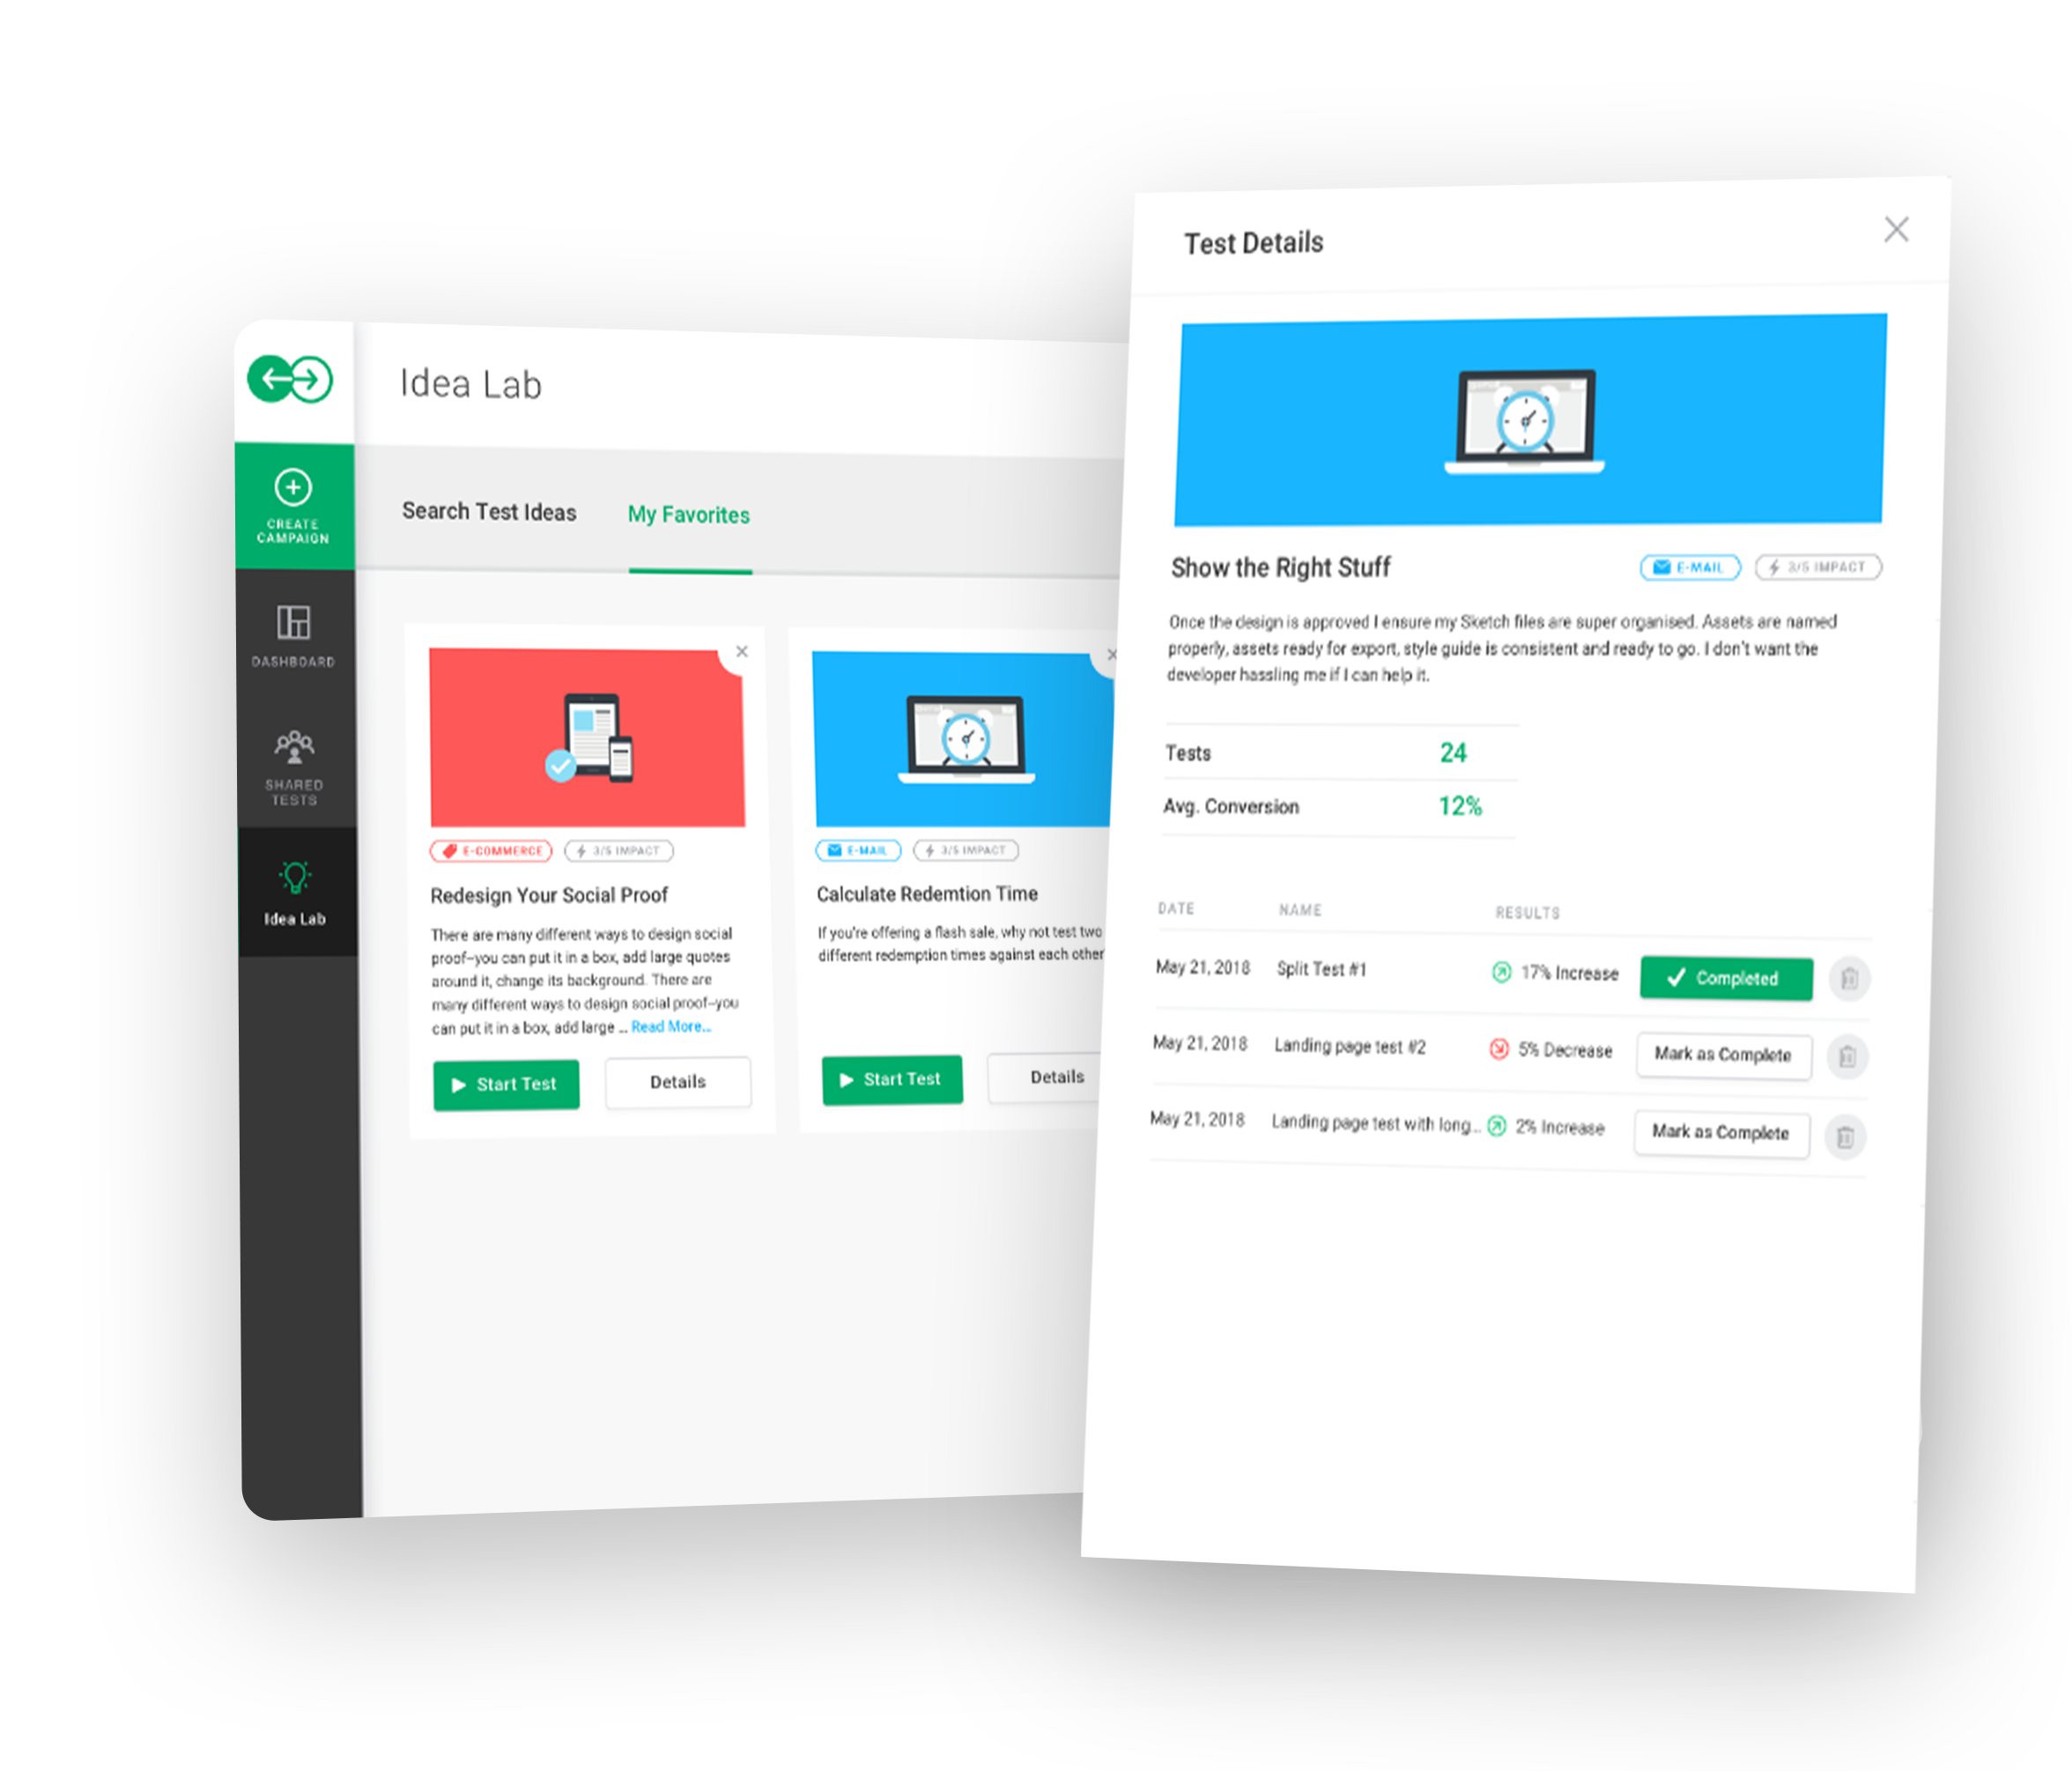 Idea Lab
CREATE
CAMPAIGN
DASHBOARD
SHARED
TESTS
Idea Lab
Search Test Ideas
My Favorites
E-COMMERCE
3/5 IMPACT
Redesign Your Social Proof
There are many different ways to design social
proof–you can put it in a box, add large quotes
around it, change its background. There are
many different ways to design social proof–you
can put it in a box, add large ... Read More...
Start Test
Details
E-MAIL
3/5 IMPACT
Calculate Redemtion Time
If you're offering a flash sale, why not test two
different redemption times against each other
Start Test
Details
Test Details
Show the Right Stuff
E-MAIL
3/5 IMPACT
Once the design is approved I ensure my Sketch files are super organised. Assets are named
properly, assets ready for export, style guide is consistent and ready to go. I don't want the
developer hassling me if I can help it.
Tests 24
Avg. Conversion 12%
DATE NAME RESULTS
May 21, 2018 Split Test #1 17% Increase Completed
May 21, 2018 Landing page test #2 5% Decrease Mark as Complete
May 21, 2018 Landing page test with long... 2% Increase Mark as Complete